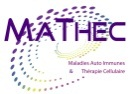 MATHEC
Maladies Auto Immunes
& Thérapie Cellulaire